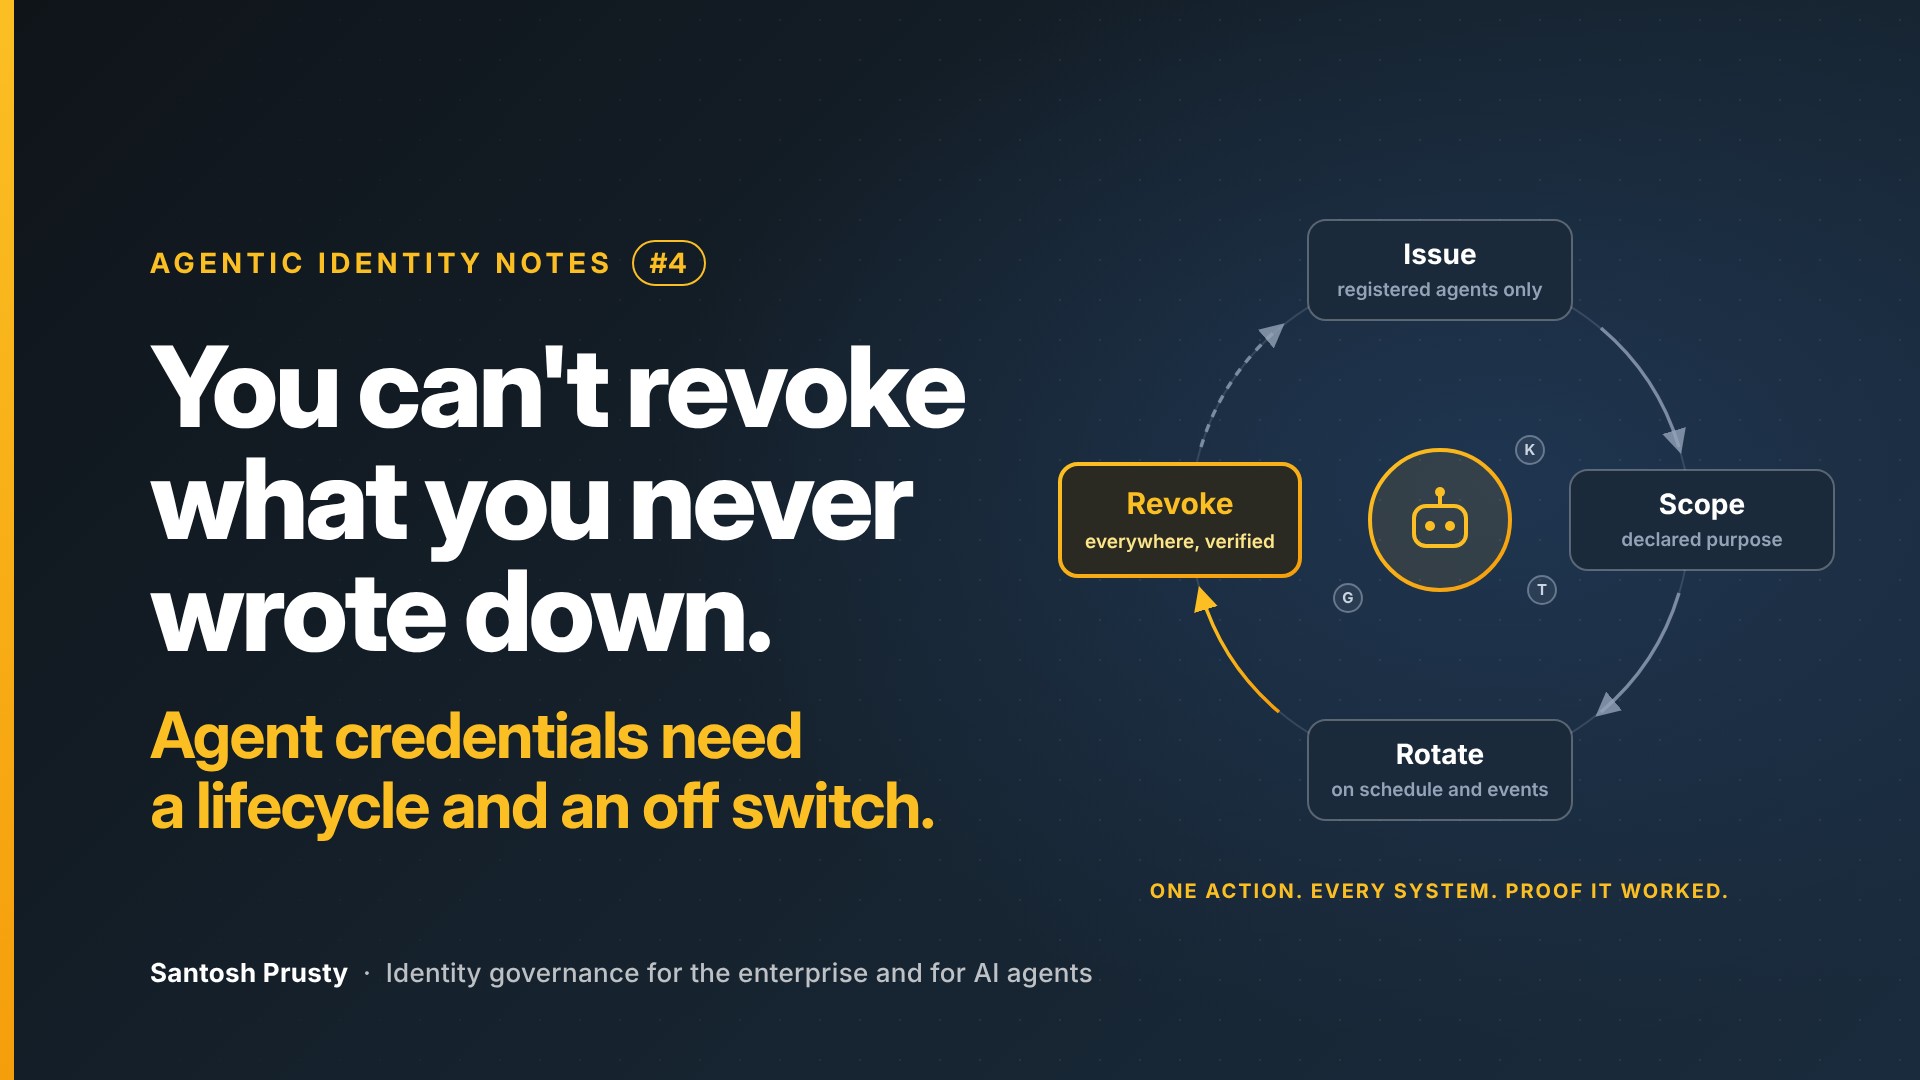 AGENTIC IDENTITY NOTES #4
You can't revoke
what you never
wrote down.
Agent credentials need
a lifecycle and an off switch.
Santosh Prusty · Identity governance for the enterprise and for AI agents
Issue
registered agents only
Scope
declared purpose
Rotate
on schedule and events
Revoke
everywhere, verified
K
T
G
ONE ACTION. EVERY SYSTEM. PROOF IT WORKED.